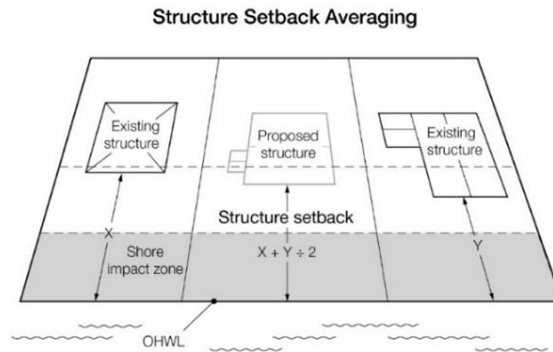 Structure Setback Averaging
Existing
structure
Proposed
structure
Existing
structure
Structure setback
X
Shore
impact zone
X + Y ÷ 2
Y
OHWL